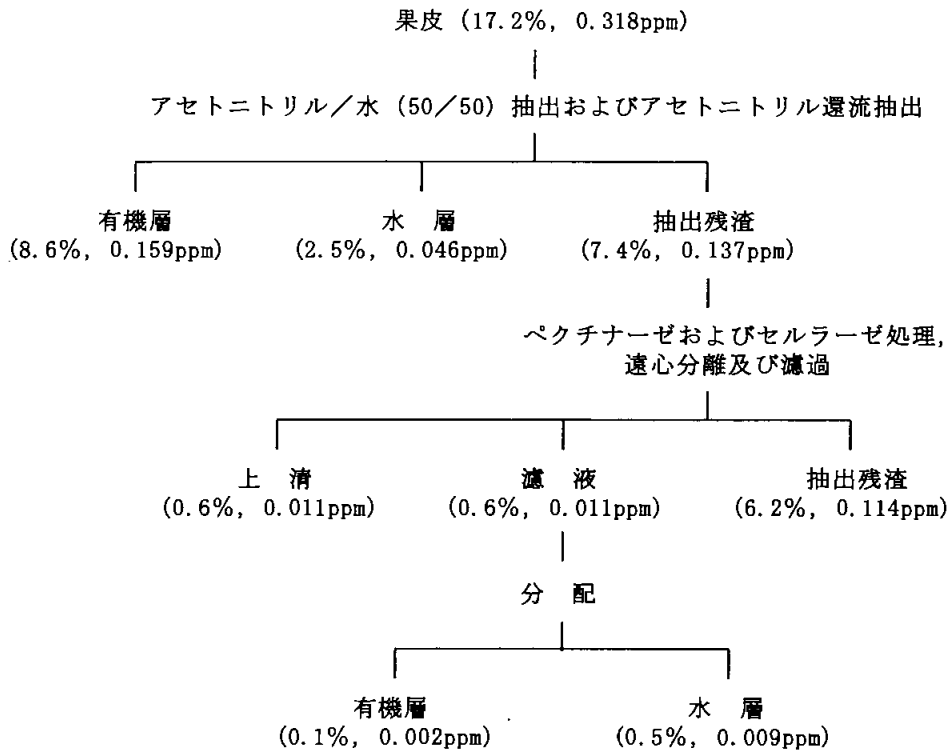 果皮 (17.2%, 0.318ppm)
アセトニトリル/水 (50/50) 抽出およびアセトニトリル還流抽出
有機層 水 層 抽出残渣
(8.6%, 0.159ppm) (2.5%, 0.046ppm) (7.4%, 0.137ppm)
ペクチナーゼおよびセルラーゼ処理,
遠心分離及び濾過
上 清 濾 液 抽出残渣
(0.6%, 0.011ppm) (0.6%, 0.011ppm) (6.2%, 0.114ppm)
分 配
有機層 水 層
(0.1%, 0.002ppm) (0.5%, 0.009ppm)